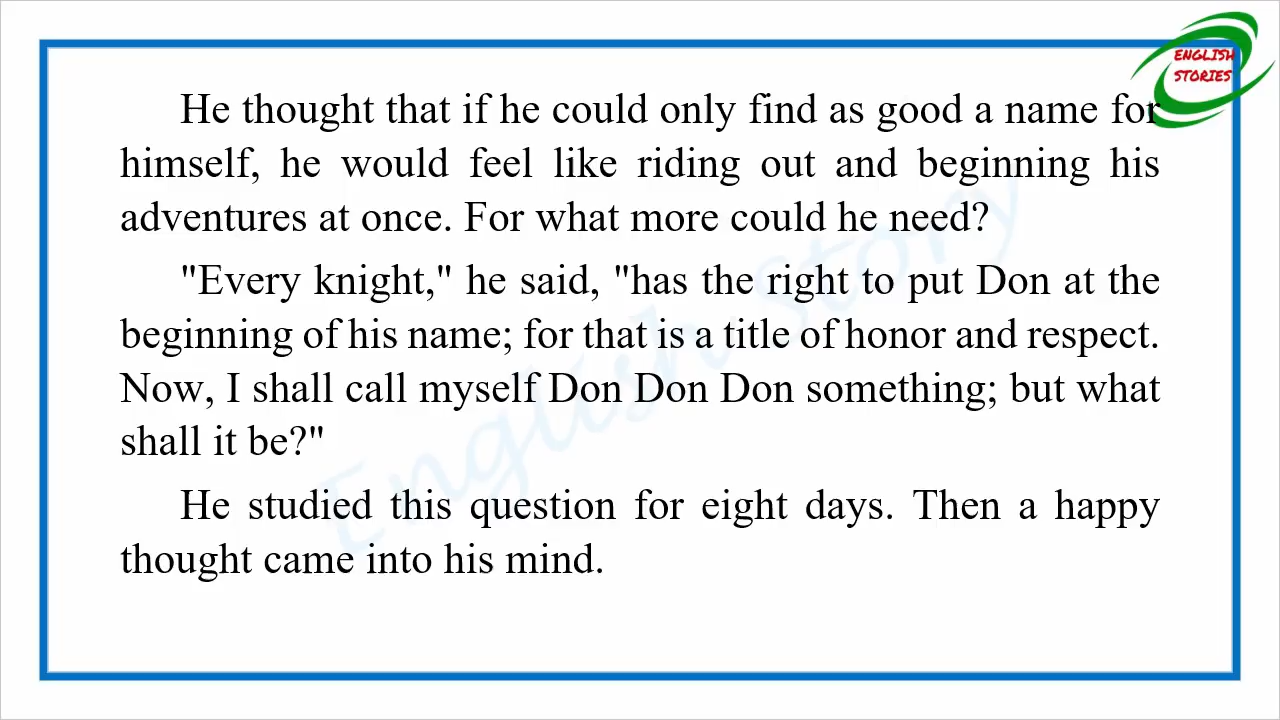 ENGLISH
STORIES
He thought that if he could only find as good a name for
himself, he would feel like riding out and beginning his
adventures at once. For what more could he need?
"Every knight," he said, "has the right to put Don at the
beginning of his name; for that is a title of honor and respect.
Now, I shall call myself Don Don Don something; but what
shall it be?"
He studied this question for eight days. Then a happy
thought came into his mind.
English Story